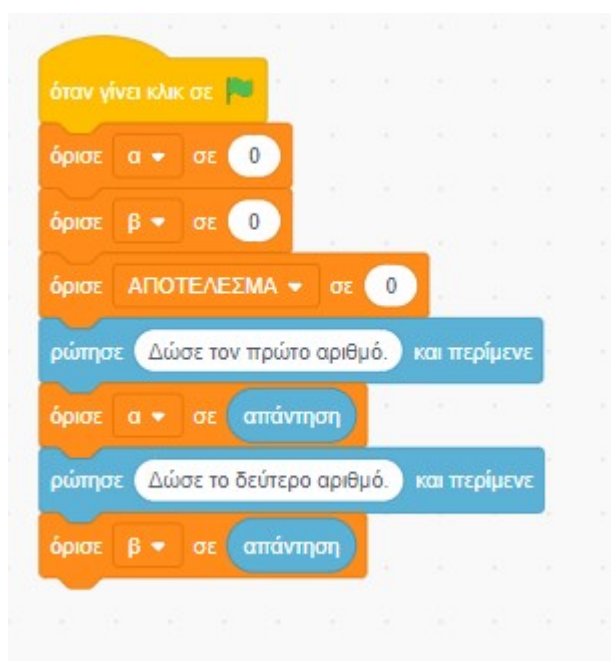 όταν γίνει κλικ σε
όρισε α σε 0
όρισε β σε 0
όρισε ΑΠΟΤΕΛΕΣΜΑ σε 0
ρώτησε Δώσε τον πρώτο αριθμό. και περίμενε
όρισε α σε απάντηση
ρώτησε Δώσε το δεύτερο αριθμό. και περίμενε
όρισε β σε απάντηση